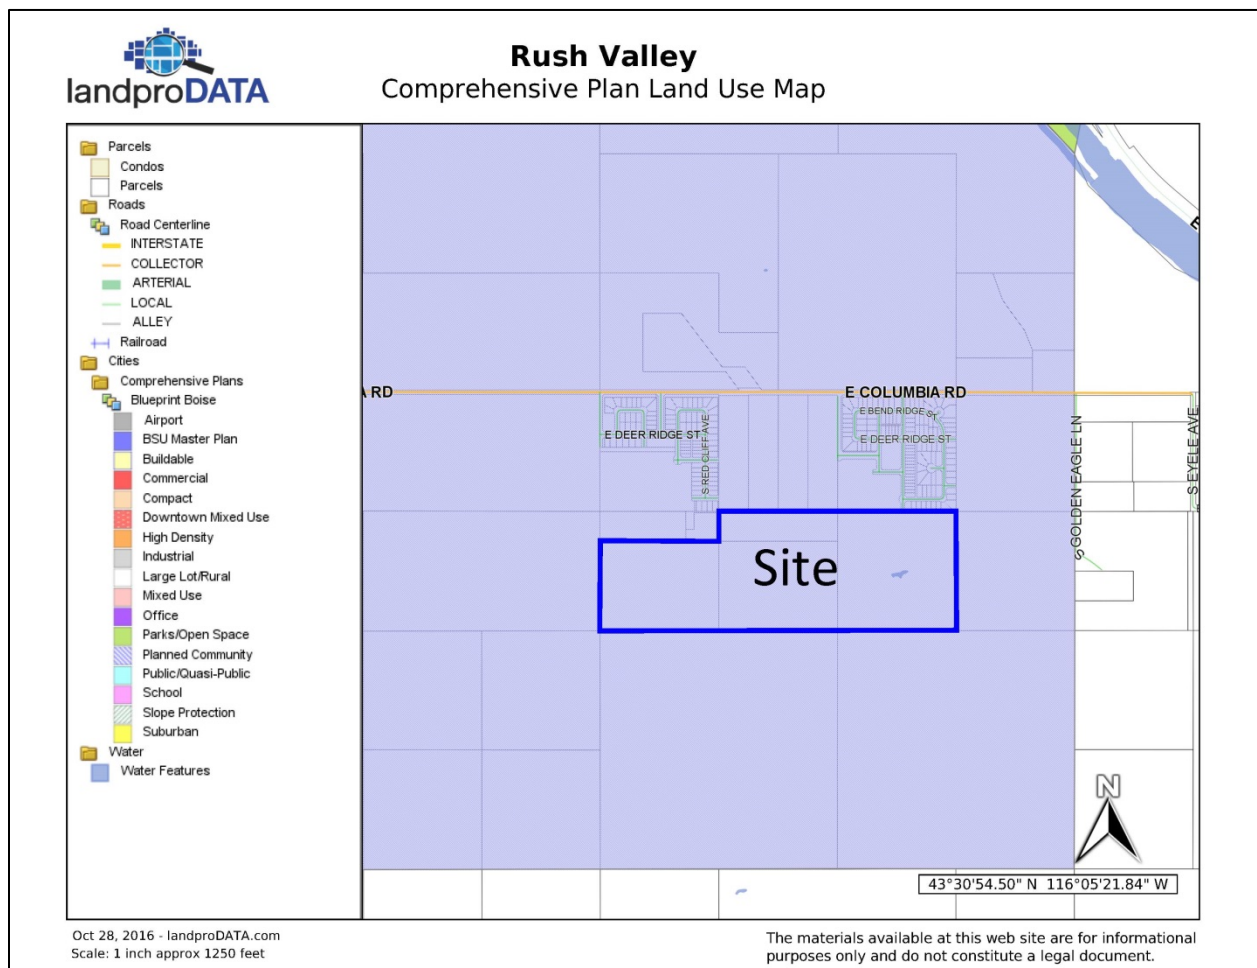 landproDATA
Rush Valley
Comprehensive Plan Land Use Map
Parcels
Condos
Parcels
Roads
Road Centerline
INTERSTATE
COLLECTOR
ARTERIAL
LOCAL
ALLEY
Railroad
Cities
Comprehensive Plans
Blueprint Boise
Airport
BSU Master Plan
Buildable
Commercial
Compact
Downtown Mixed Use
High Density
Industrial
Large Lot/Rural
Mixed Use
Office
Parks/Open Space
Planned Community
Public/Quasi-Public
School
Slope Protection
Suburban
Water
Water Features
E
A RD
E COLUMBIA RD
E BEND RIDGE ST
E DEER RIDGE ST
E DEER RIDGE ST
S RED CLIFF AVE
S GOLDEN EAGLE LN
S EYELE AVE
Site
N
43°30'54.50" N 116°05'21.84" W
Oct 28, 2016 - landproDATA.com
Scale: 1 inch approx 1250 feet
The materials available at this web site are for informational
purposes only and do not constitute a legal document.